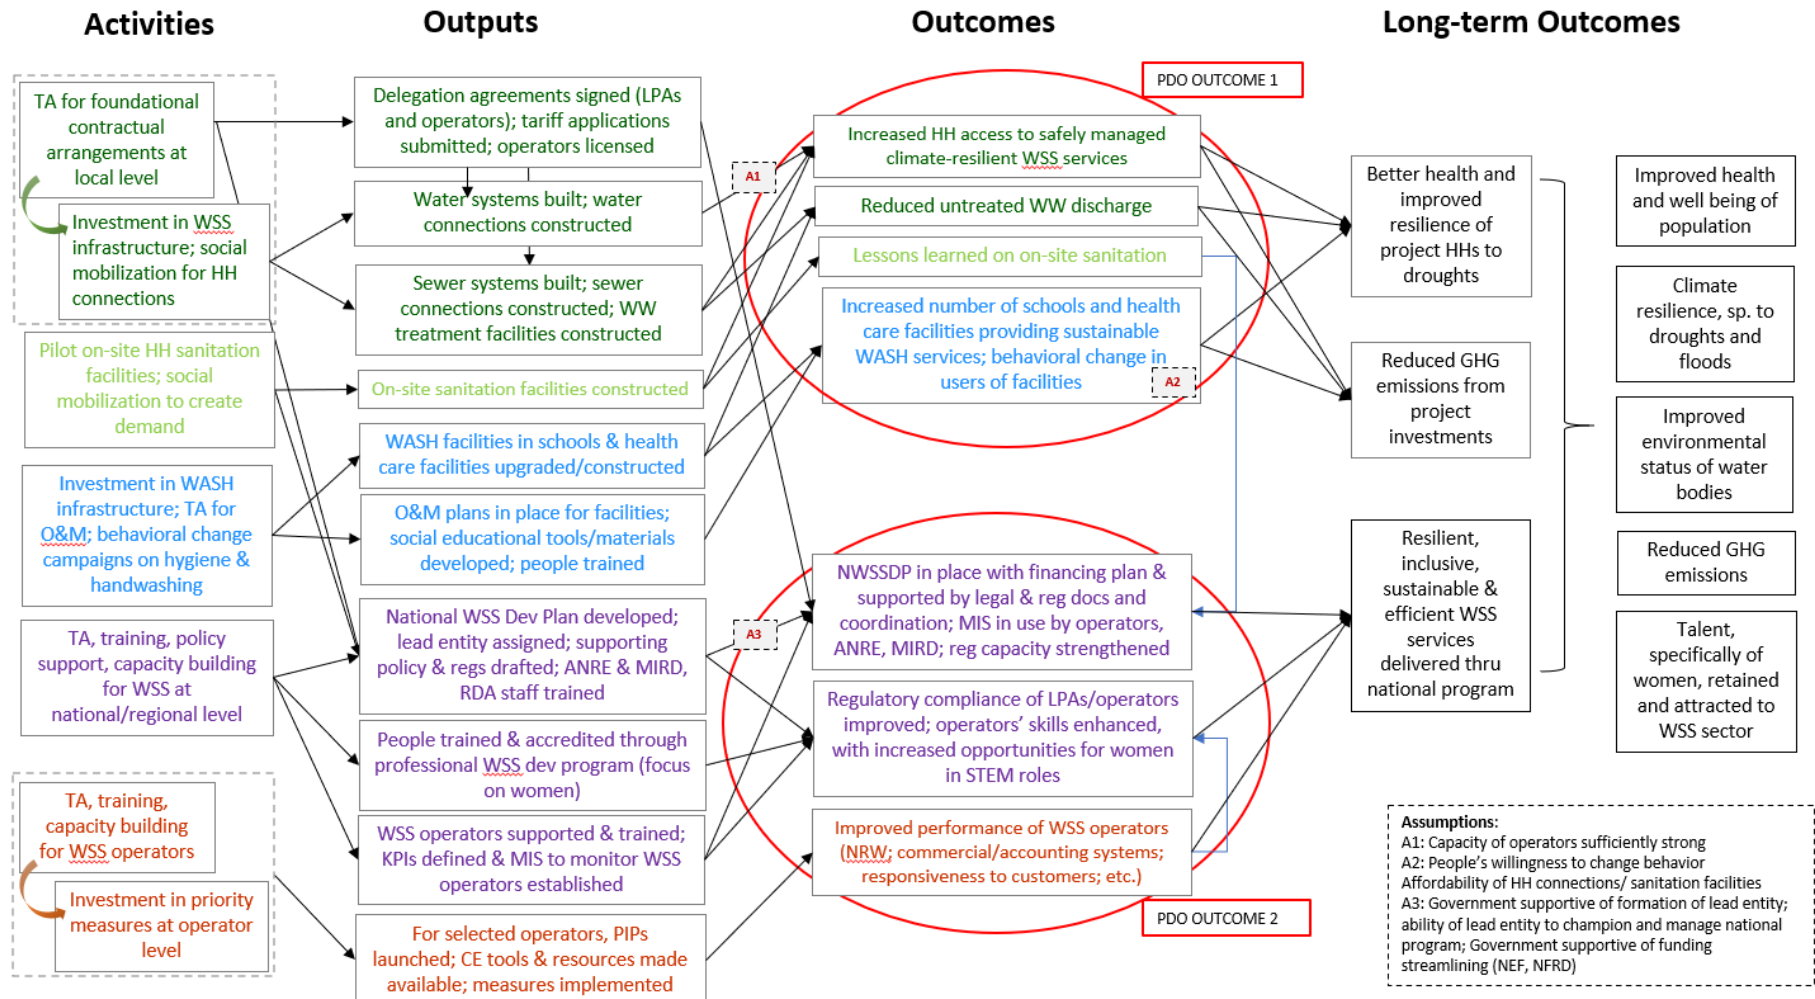 Activities
TA for foundational
contractual
arrangements at
local level
Investment in WSS
infrastructure; social
mobilization for HH
connections
Pilot on-site HH sanitation
facilities; social
mobilization to create
demand
Investment in WASH
infrastructure; TA for
O&M; behavioral change
campaigns on hygiene &
handwashing
TA, training, policy
support, capacity building
for WSS at
national/regional level
TA, training,
capacity building
for WSS operators
Investment in priority
measures at operator
level
Outputs
Delegation agreements signed (LPAs
and operators); tariff applications
submitted; operators licensed
Water systems built; water
connections constructed
Sewer systems built; sewer
connections constructed; WW
treatment facilities constructed
On-site sanitation facilities constructed
WASH facilities in schools & health
care facilities upgraded/constructed
O&M plans in place for facilities;
social educational tools/materials
developed; people trained
National WSS Dev Plan developed;
lead entity assigned; supporting
policy & regs drafted; ANRE & MIRD,
RDA staff trained
People trained & accredited through
professional WSS dev program (focus
on women)
WSS operators supported & trained;
KPIs defined & MIS to monitor WSS
operators established
For selected operators, PIPs
launched; CE tools & resources made
available; measures implemented
Outcomes
PDO OUTCOME 1
A1
Increased HH access to safely managed
climate-resilient WSS services
Reduced untreated WW discharge
Lessons learned on on-site sanitation
Increased number of schools and health
care facilities providing sustainable
WASH services; behavioral change in
users of facilities
A2
A3
NWSSDP in place with financing plan &
supported by legal & reg docs and
coordination; MIS in use by operators,
ANRE, MIRD; reg capacity strengthened
Regulatory compliance of LPAs/operators
improved; operators' skills enhanced,
with increased opportunities for women
in STEM roles
Improved performance of WSS operators
(NRW; commercial/accounting systems;
responsiveness to customers; etc.)
PDO OUTCOME 2
Long-term Outcomes
Better health and
improved
resilience of
project HHs to
droughts
Reduced GHG
emissions from
project
investments
Resilient,
inclusive,
sustainable &
efficient WSS
services
delivered thru
national program
Improved health
and well being of
population
Climate
resilience, sp. to
droughts and
floods
Improved
environmental
status of water
bodies
Reduced GHG
emissions
Talent,
specifically of
women, retained
and attracted to
WSS sector
Assumptions:
A1: Capacity of operators sufficiently strong
A2: People's willingness to change behavior
Affordability of HH connections/ sanitation facilities
A3: Government supportive of formation of lead entity;
ability of lead entity to champion and manage national
program; Government supportive of funding
streamlining (NEF, NFRD)